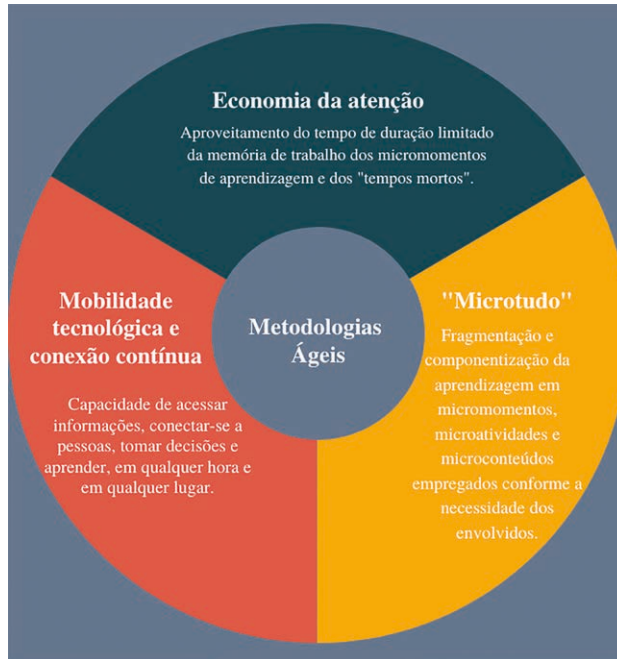 Economia da atenção
Aproveitamento do tempo de duração limitado
da memória de trabalho dos micromomentos
de aprendizagem e dos "tempos mortos".
Mobilidade
tecnológica e
conexão contínua
Capacidade de acessar
informações, conectar-se a
pessoas, tomar decisões e
aprender, em qualquer hora e
em qualquer lugar.
Metodologias
Ágeis
"Microtudo"
Fragmentação e
componentização da
aprendizagem em
micromomentos,
microatividades e
microconteúdos
empregados conforme a
necessidade dos
envolvidos.